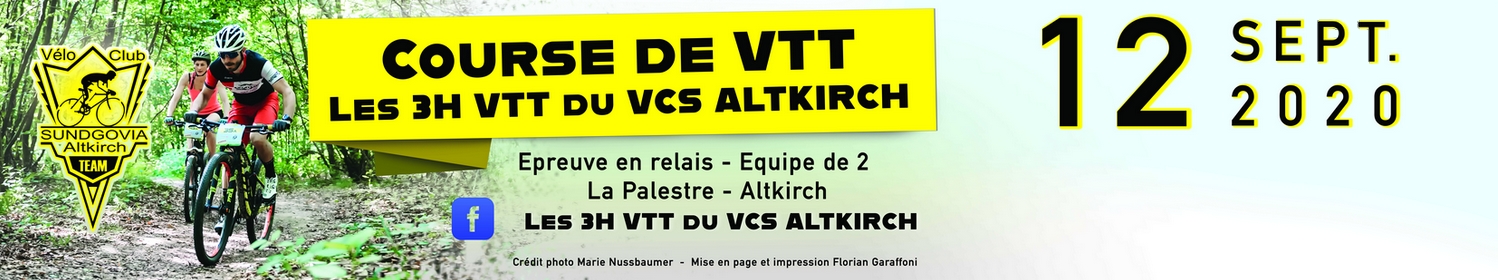 Vélo Club
SUNDGOVIA
Altkirch
TEAM
COURSE DE VTT
LES 3H VTT DU VCS ALTKIRCH
12 SEPT.
2020
Epreuve en relais - Equipe de 2
La Palestre - Altkirch
f LES 3H VTT DU VCS ALTKIRCH
Crédit photo Marie Nussbaumer - Mise en page et impression Florian Garaffoni